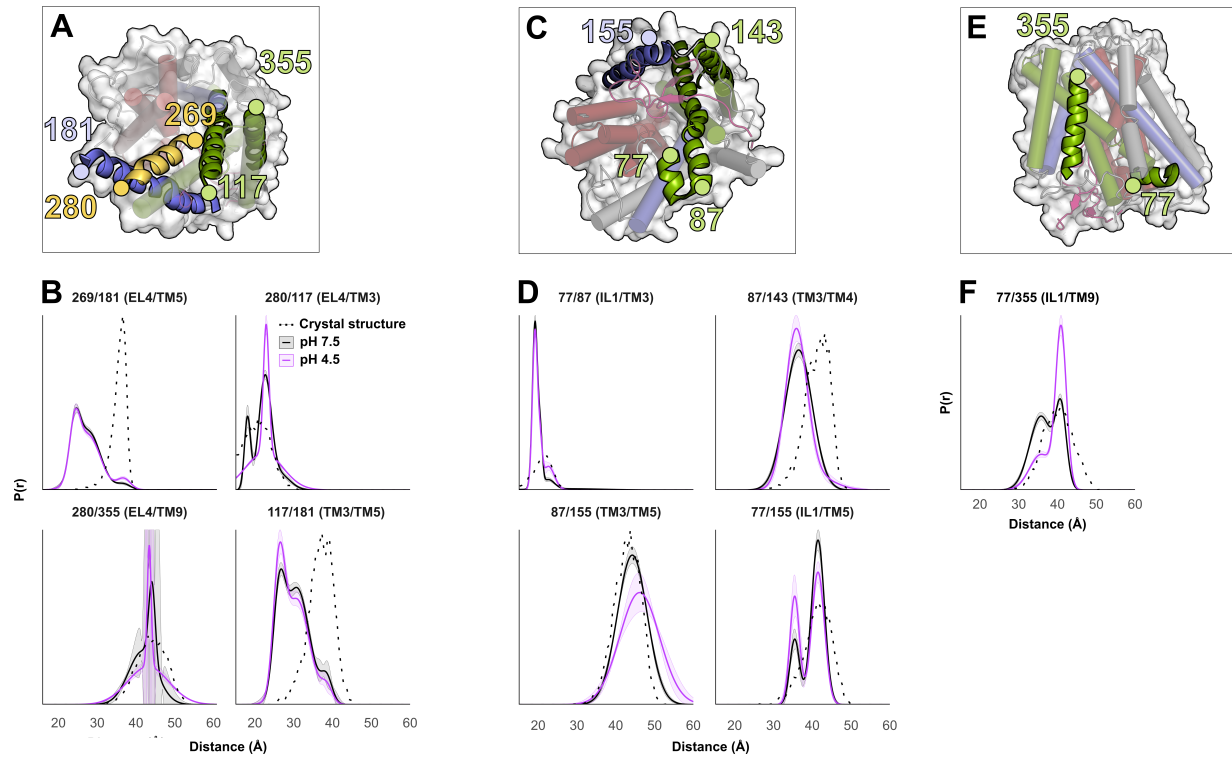 A
355
269
181
117
280
C
155
143
77
87
E
355
77
B
269/181 (EL4/TM5)
280/117 (EL4/TM3)
Crystal structure
pH 7.5
pH 4.5
280/355 (EL4/TM9)
117/181 (TM3/TM5)
P(r)
20 30 40 50 60
20 30 40 50 60
Distance (Å)
D
77/87 (IL1/TM3)
87/143 (TM3/TM4)
87/155 (TM3/TM5)
77/155 (IL1/TM5)
20 30 40 50 60
20 30 40 50 60
Distance (Å)
F
77/355 (IL1/TM9)
P(r)
20 30 40 50 60
Distance (Å)